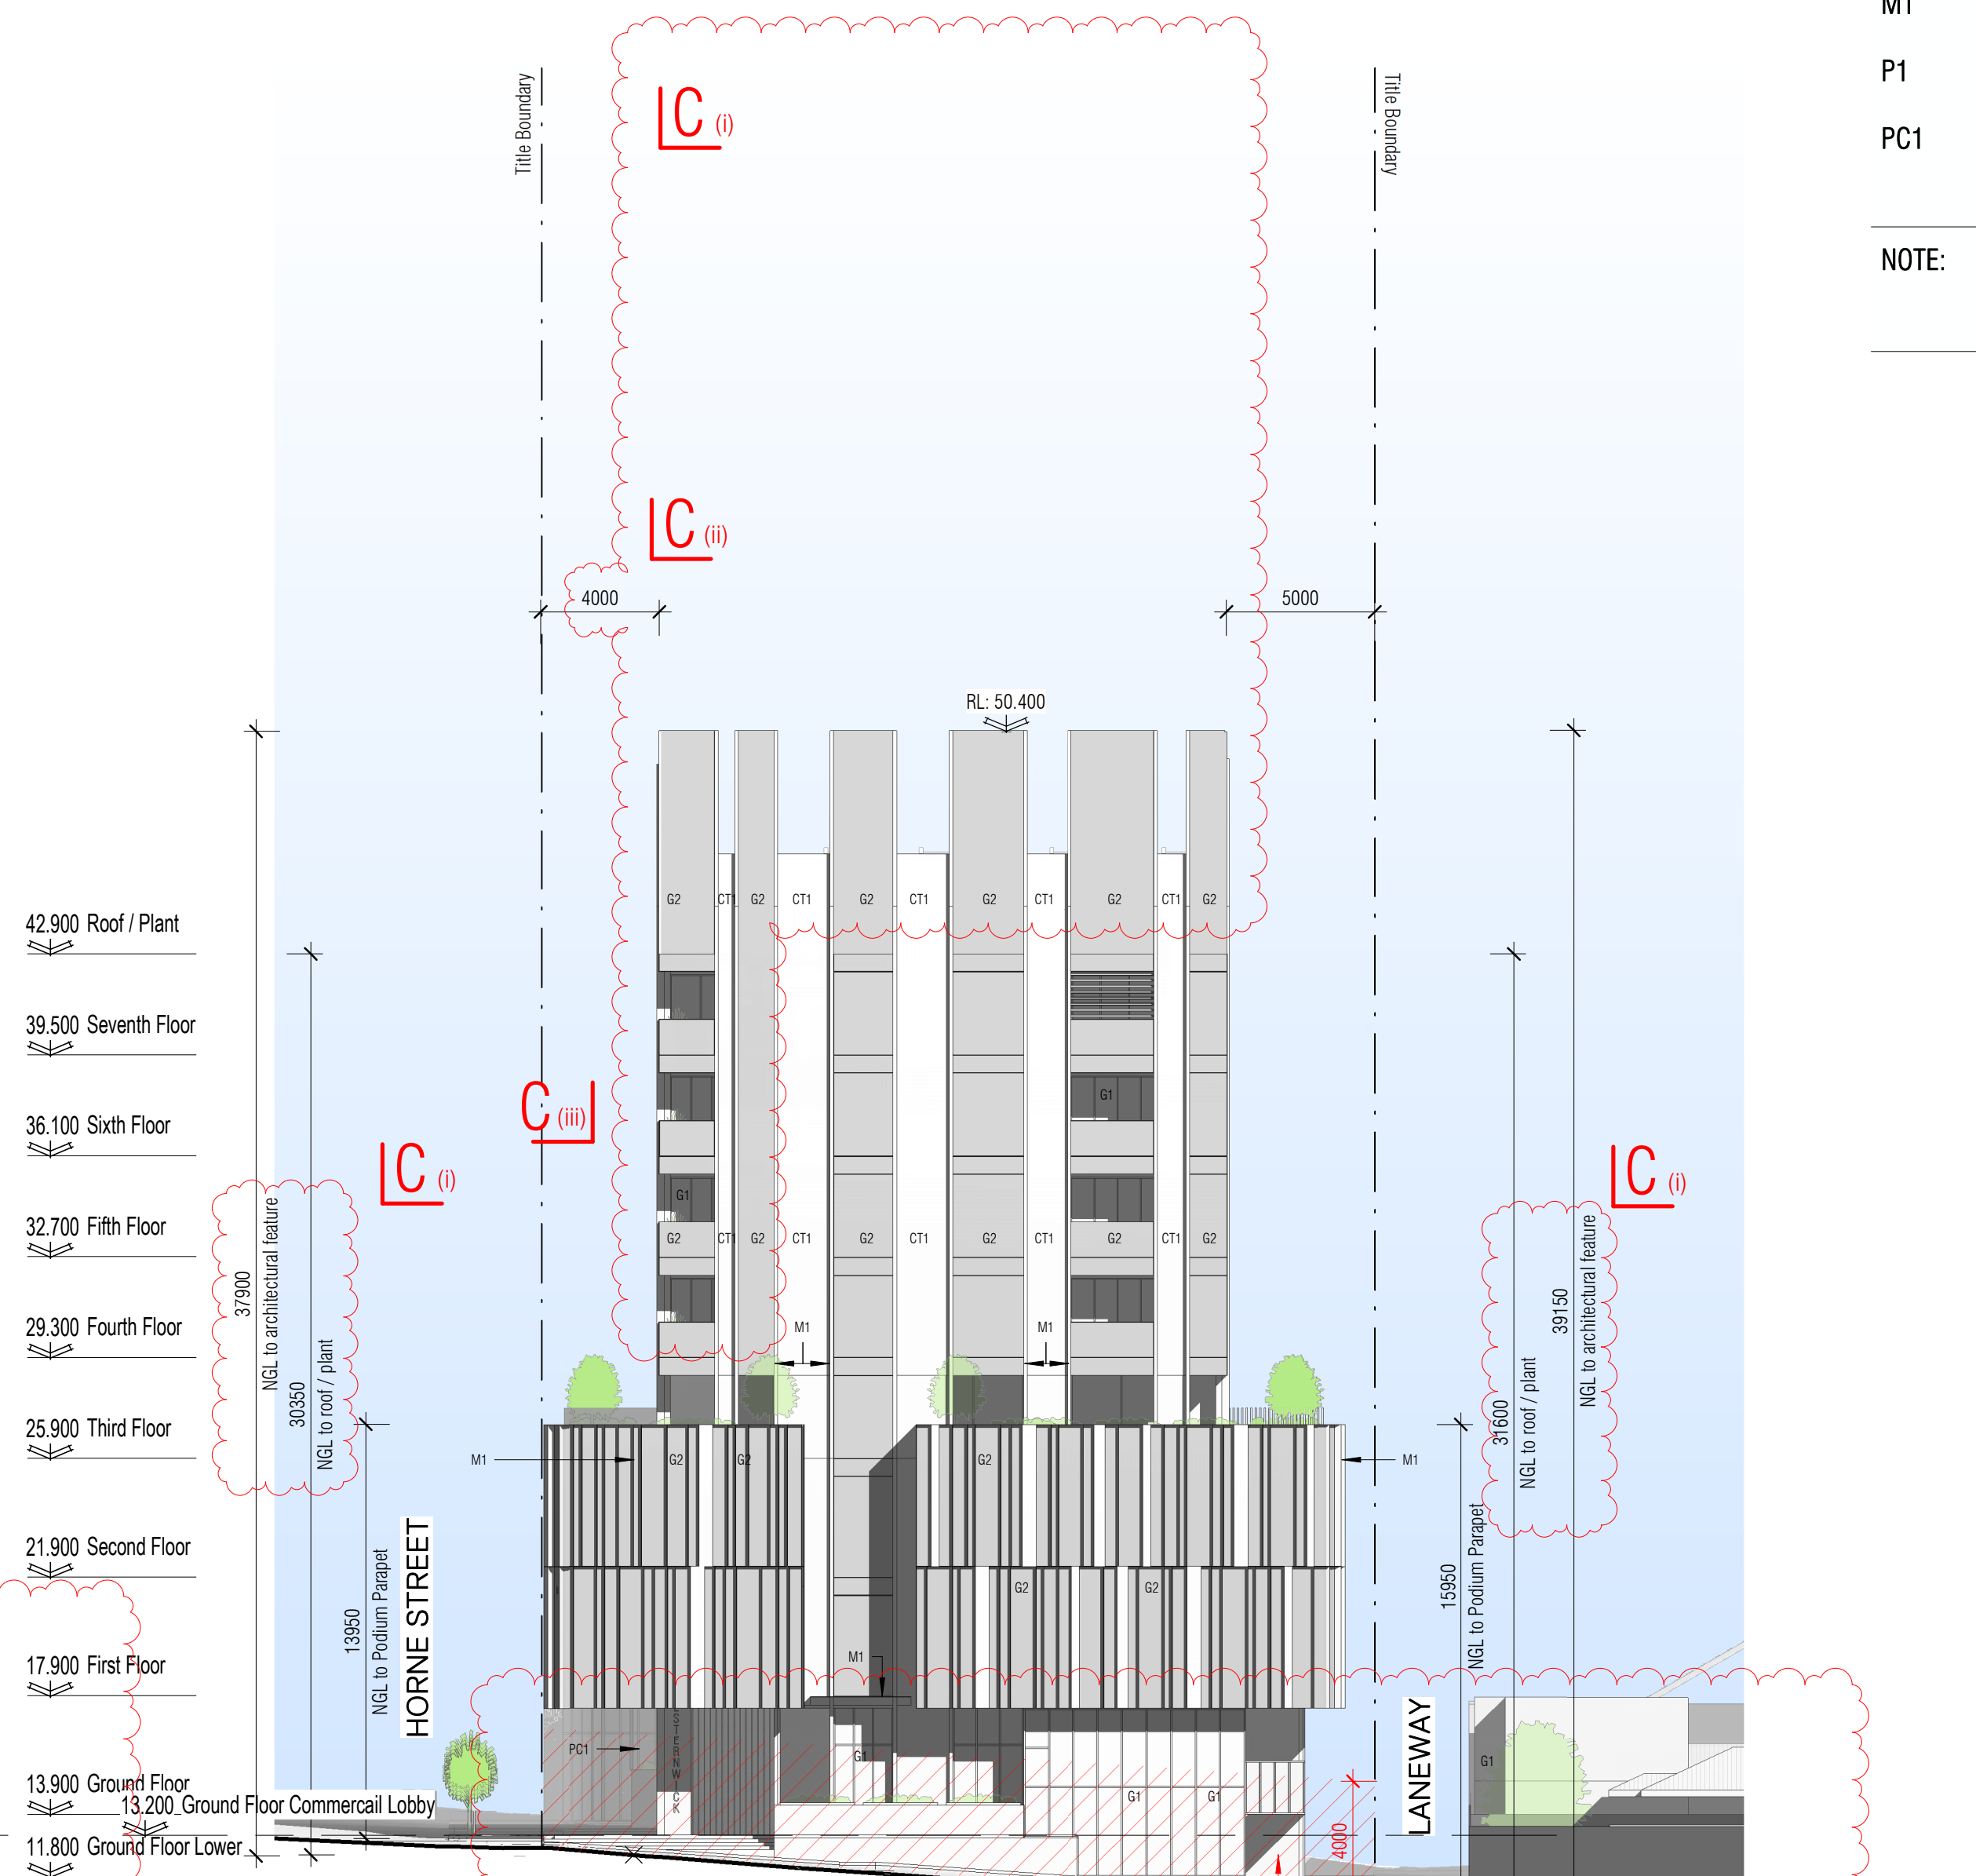 M1
P1
PC1
NOTE:
Title Boundary
Title Boundary
C (i)
C (ii)
4000
5000
RL: 50.400
42.900 Roof / Plant
39.500 Seventh Floor
36.100 Sixth Floor
32.700 Fifth Floor
29.300 Fourth Floor
25.900 Third Floor
21.900 Second Floor
17.900 First Floor
13.900 Ground Floor
13.200 Ground Floor Commercail Lobby
11.800 Ground Floor Lower
G2 CT1 G2 CT1 G2 CT1 G2 CT1 G2 CT1 G2
C (iii)
C (i)
C (i)
G1
G1
G2 CT1 G2 CT1 G2 CT1 G2 CT1 G2 CT1 G2
37900
NGL to architectural feature
30350
NGL to roof / plant
13950
NGL to Podium Parapet
HORNE STREET
39150
NGL to architectural feature
31600
NGL to roof / plant
15950
NGL to Podium Parapet
LANEWAY
M1
M1
M1
G2
G2
G2
M1
G2
G2
M1
PC1
STERNWICK
G1
G1
G1
G1
4000